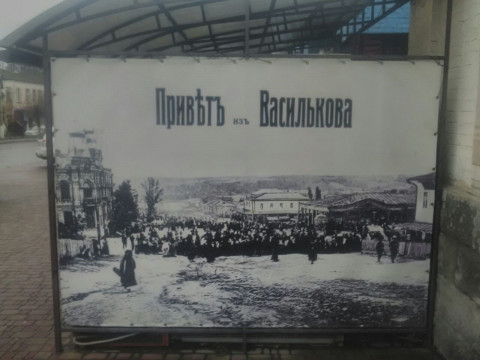 Привѣтъ изъ Василькова